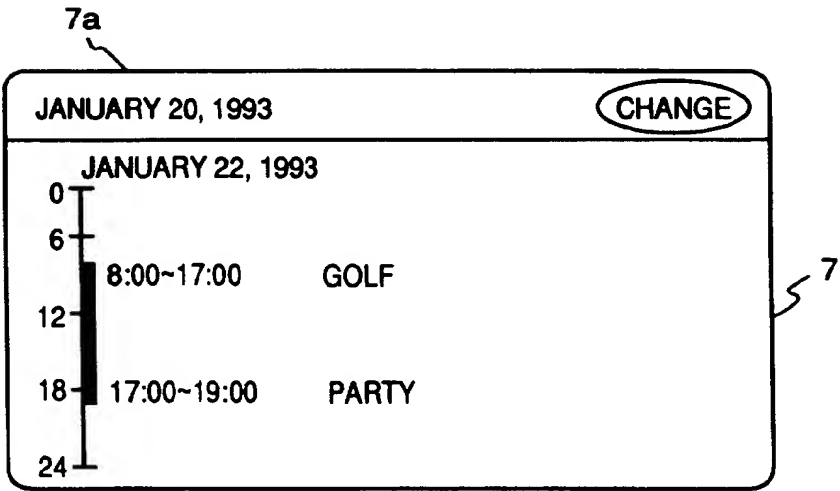 7a
JANUARY 20, 1993 CHANGE
JANUARY 22, 1993
0
6
8:00~17:00 GOLF
7
12
18 17:00~19:00 PARTY
24